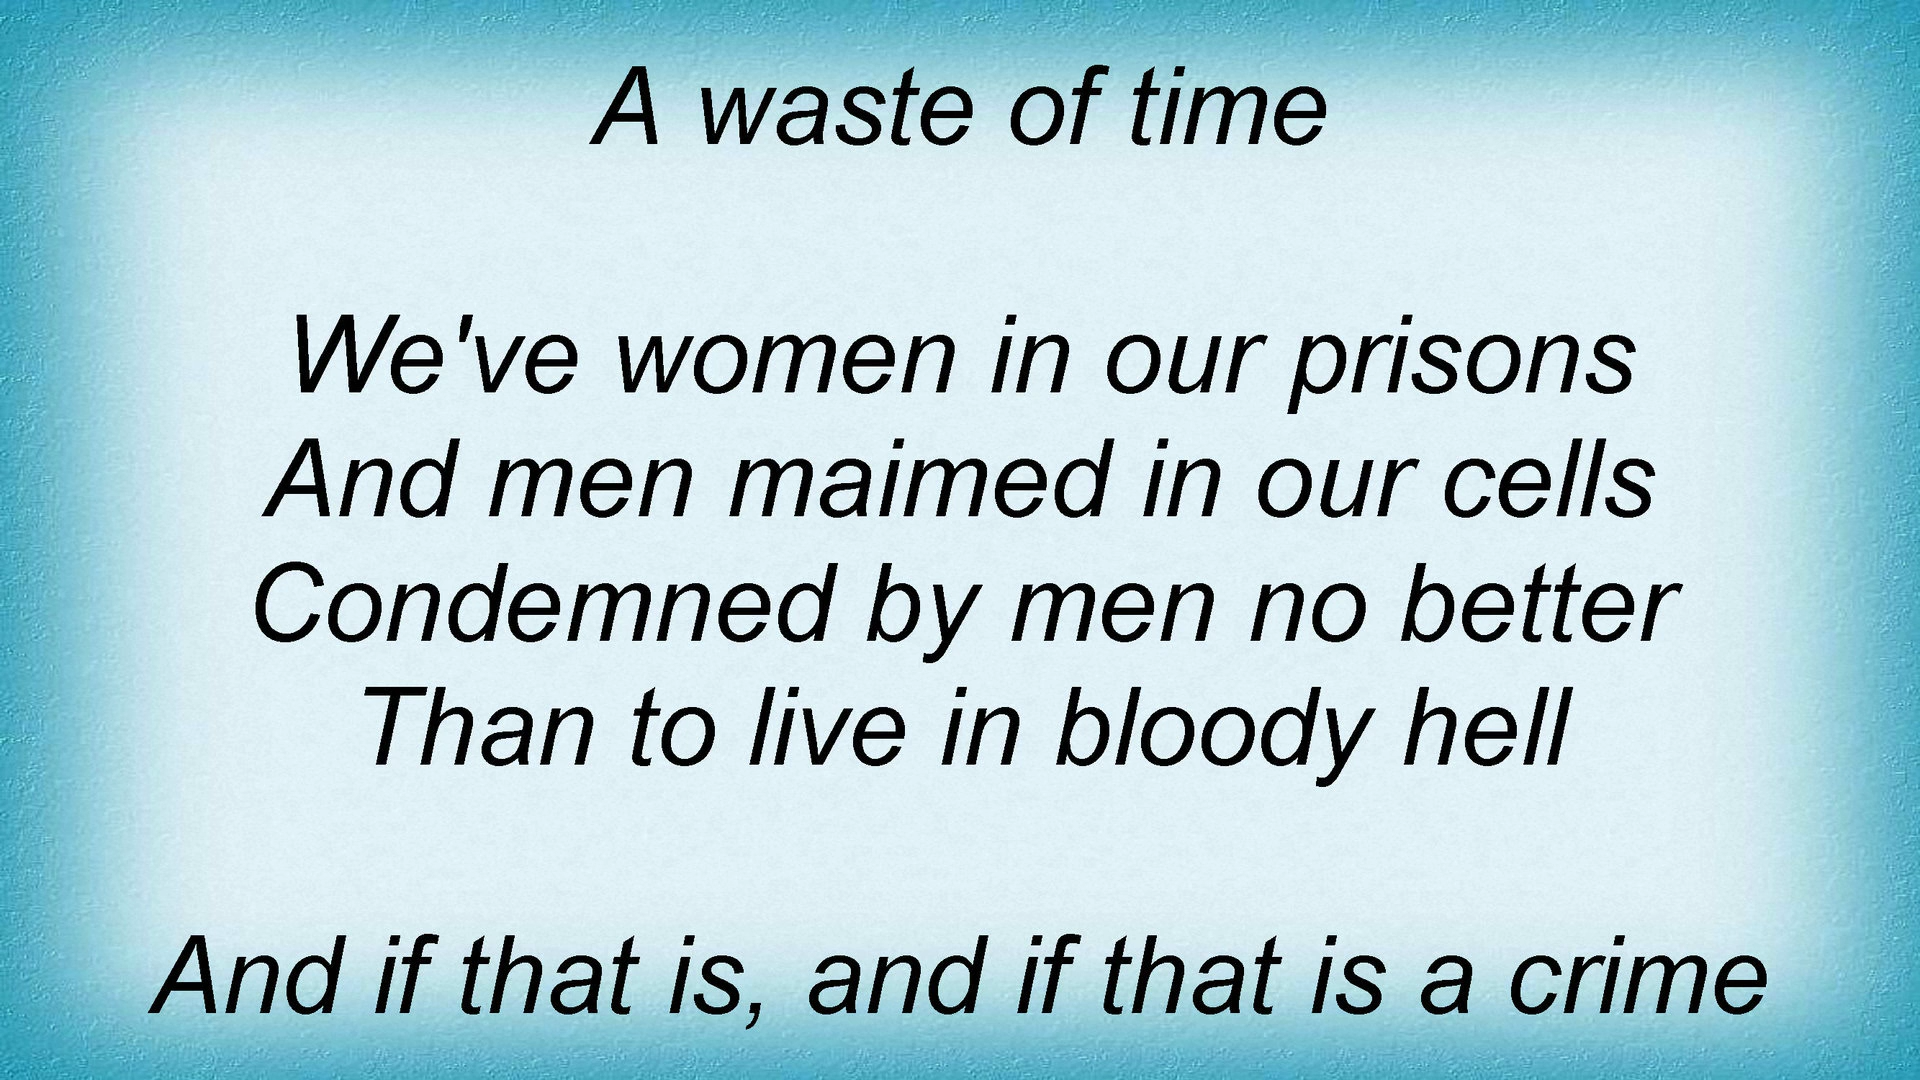 A waste of time
We've women in our prisons
And men maimed in our cells
Condemned by men no better
Than to live in bloody hell
And if that is, and if that is a crime